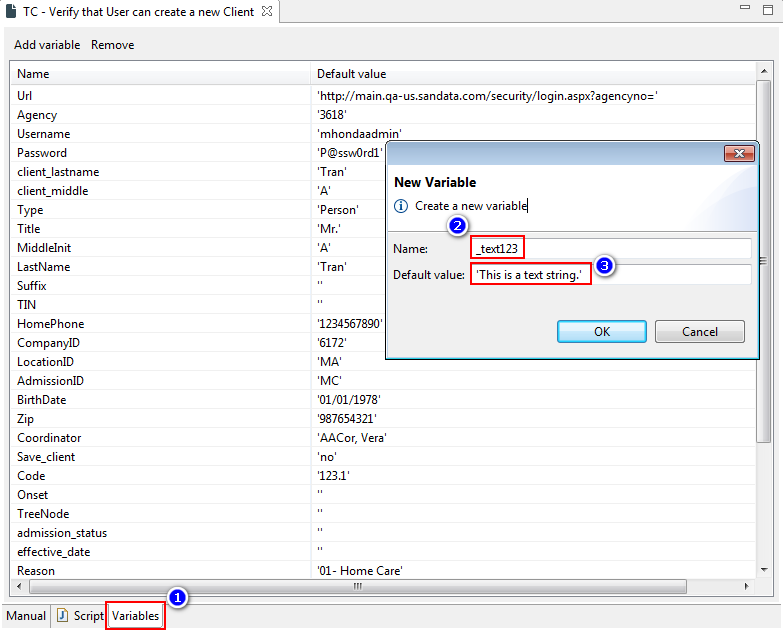 TC - Verify that User can create a new Client
Add variable Remove
Name Default value
Url 'http://main.qa-us.sandata.com/security/login.aspx?agencyno='
Agency '3618'
Username 'mhondaadmin'
Password 'P@ssw0rd1'
client_lastname 'Tran'
client_middle 'A'
Type 'Person'
Title 'Mr.'
MiddleInit 'A'
LastName 'Tran'
Suffix ''
TIN ''
HomePhone '1234567890'
CompanyID '6172'
LocationID 'MA'
AdmissionID 'MC'
BirthDate '01/01/1978'
Zip '987654321'
Coordinator 'AACor, Vera'
Save_client 'no'
Code '123.1'
Onset ''
TreeNode ''
admission_status ''
effective_date ''
Reason '01- Home Care'
New Variable
Create a new variable
2
Name: _text123
Default value: 'This is a text string.' 3
OK Cancel
1
Manual Script Variables